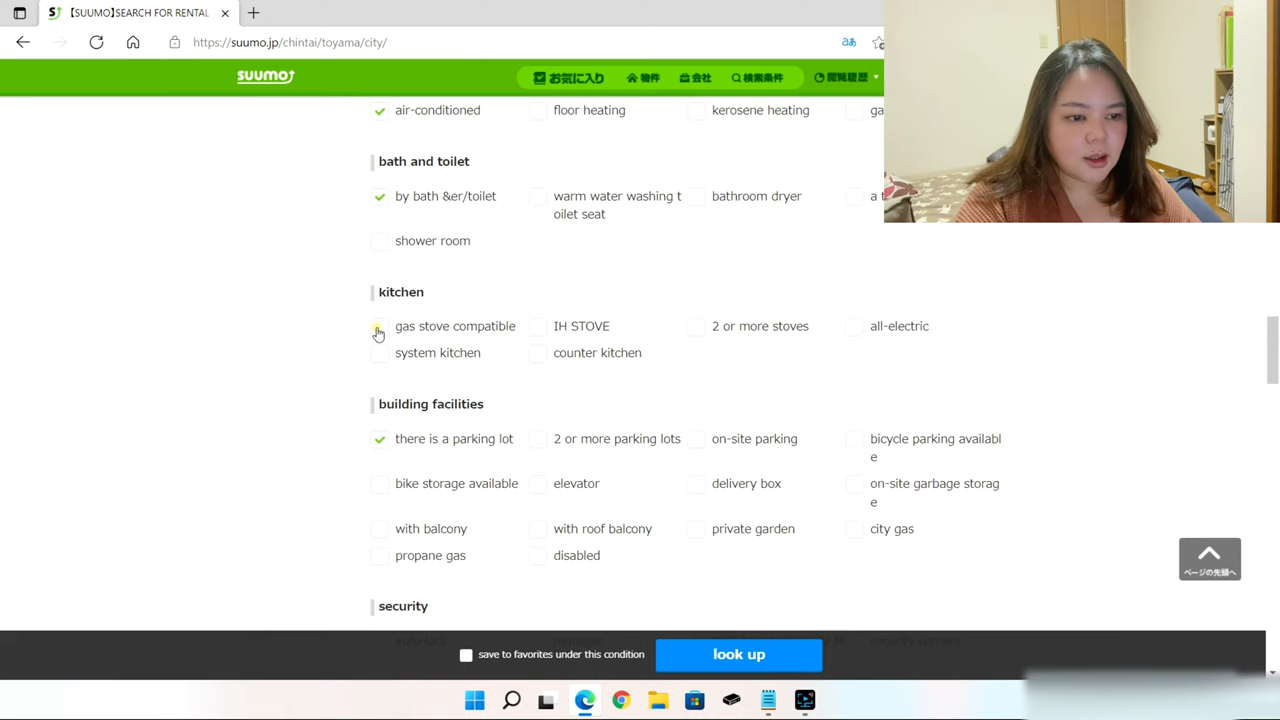 【SUUMO】SEARCH FOR RENTAL
https://suumo.jp/chintai/toyama/city/
ああ
SUUMO
お気に入り 物件 会社 検索条件 閲覧履歴
air-conditioned floor heating kerosene heating ga
bath and toilet
by bath &er/toilet warm water washing t bathroom dryer a t
oilet seat
shower room
kitchen
gas stove compatible IH STOVE 2 or more stoves all-electric
system kitchen counter kitchen
building facilities
there is a parking lot 2 or more parking lots on-site parking bicycle parking availabl
e
bike storage available elevator delivery box on-site garbage storag
e
with balcony with roof balcony private garden city gas
propane gas disabled
ページの先頭へ
security
auto lock
save to favorites under this condition look up